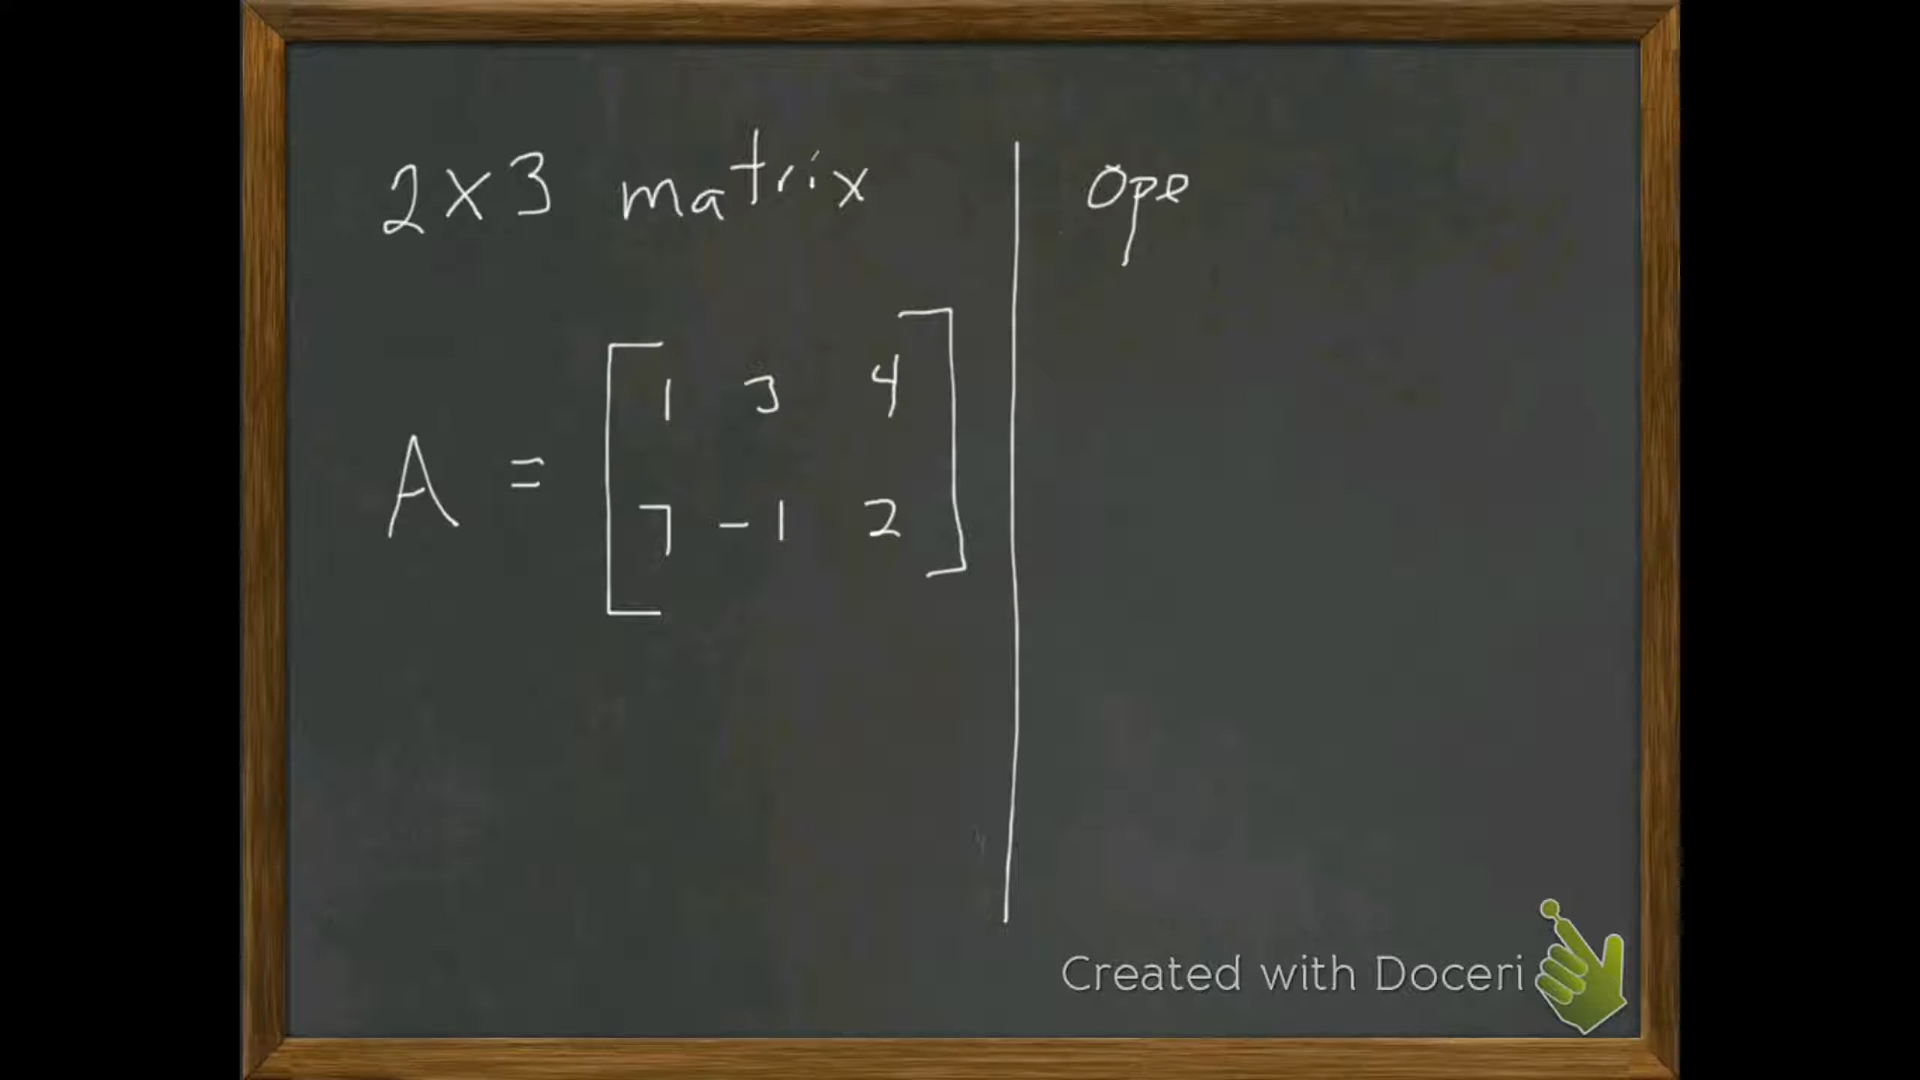 2x3 matrix
A = [ 1 3 4
7 -1 2 ]
Ope
Created with Doceri